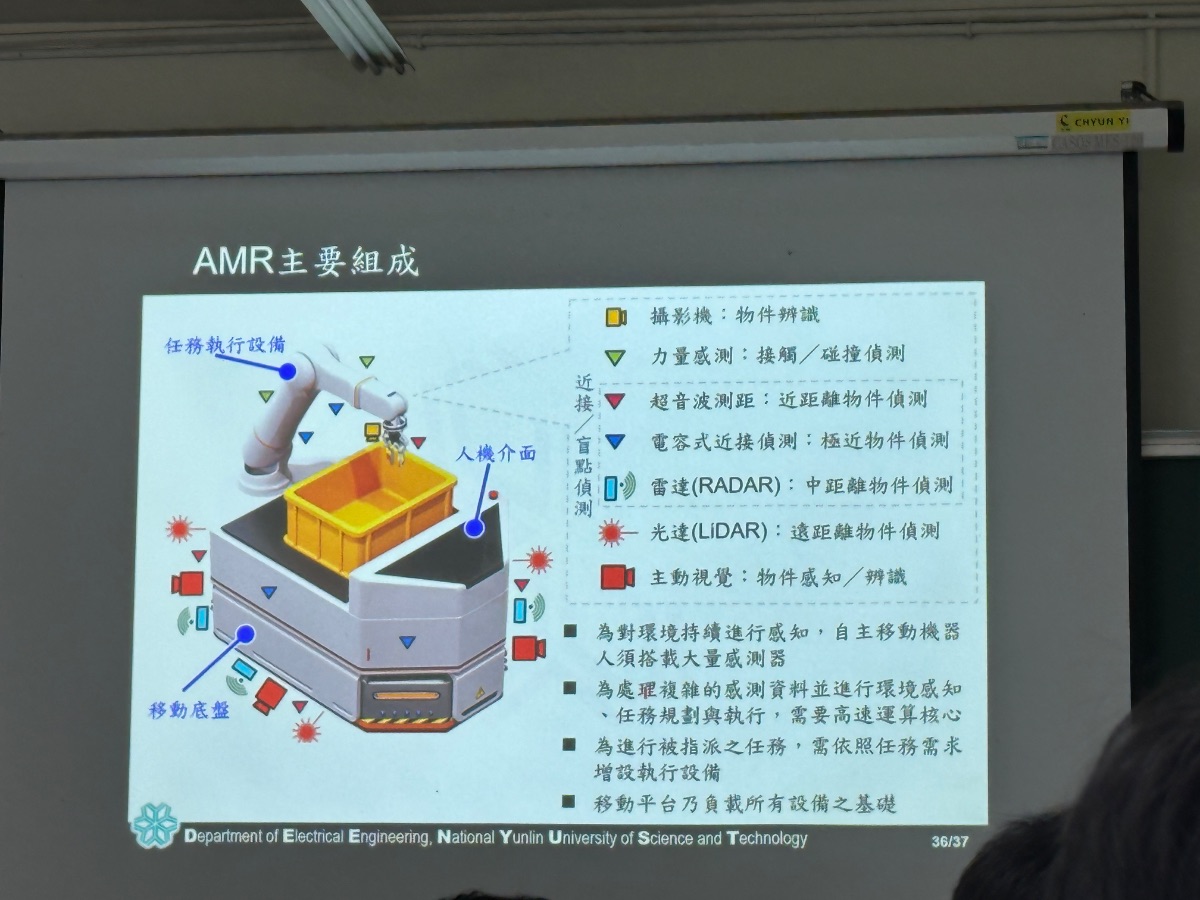 CHYUN YI
AMR主要組成
任務執行設備
人機介面
移動底盤
近接／盲點偵測
攝影機：物件辨識
力量感測：接觸／碰撞偵測
超音波測距：近距離物件偵測
電容式近接偵測：極近物件偵測
雷達(RADAR)：中距離物件偵測
光達(LiDAR)：遠距離物件偵測
主動視覺：物件感知／辨識
為對環境持續進行感知，自主移動機器
人須搭載大量感測器
為處理複雜的感測資料並進行環境感知
、任務規劃與執行，需要高速運算核心
為進行被指派之任務，需依照任務需求
增設執行設備
移動平台乃負載所有設備之基礎
Department of Electrical Engineering, National Yunlin University of Science and Technology
36/37